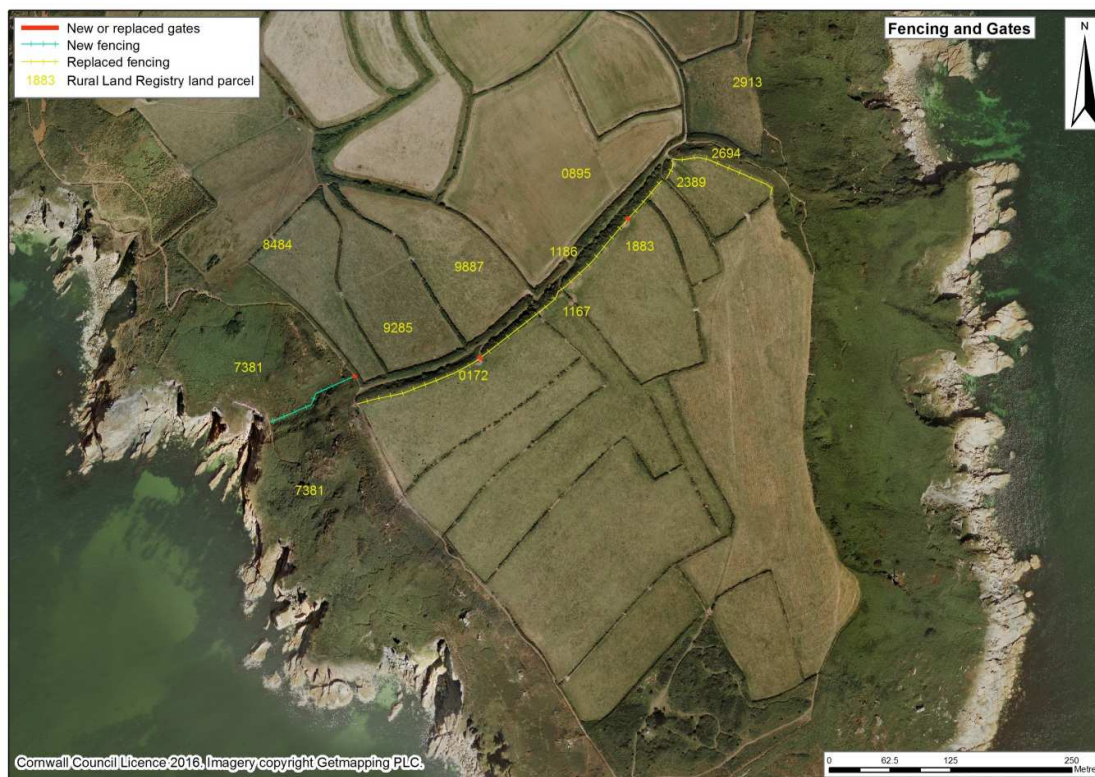 New or replaced gates
New fencing
Replaced fencing
1883 Rural Land Registry land parcel
Fencing and Gates
N
2913
2694
0895
2389
8484
1186
1883
9887
1167
9285
7381
0172
7381
Cornwall Council Licence 2016. Imagery copyright Getmapping PLC.
0 62.5 125 250
Metre